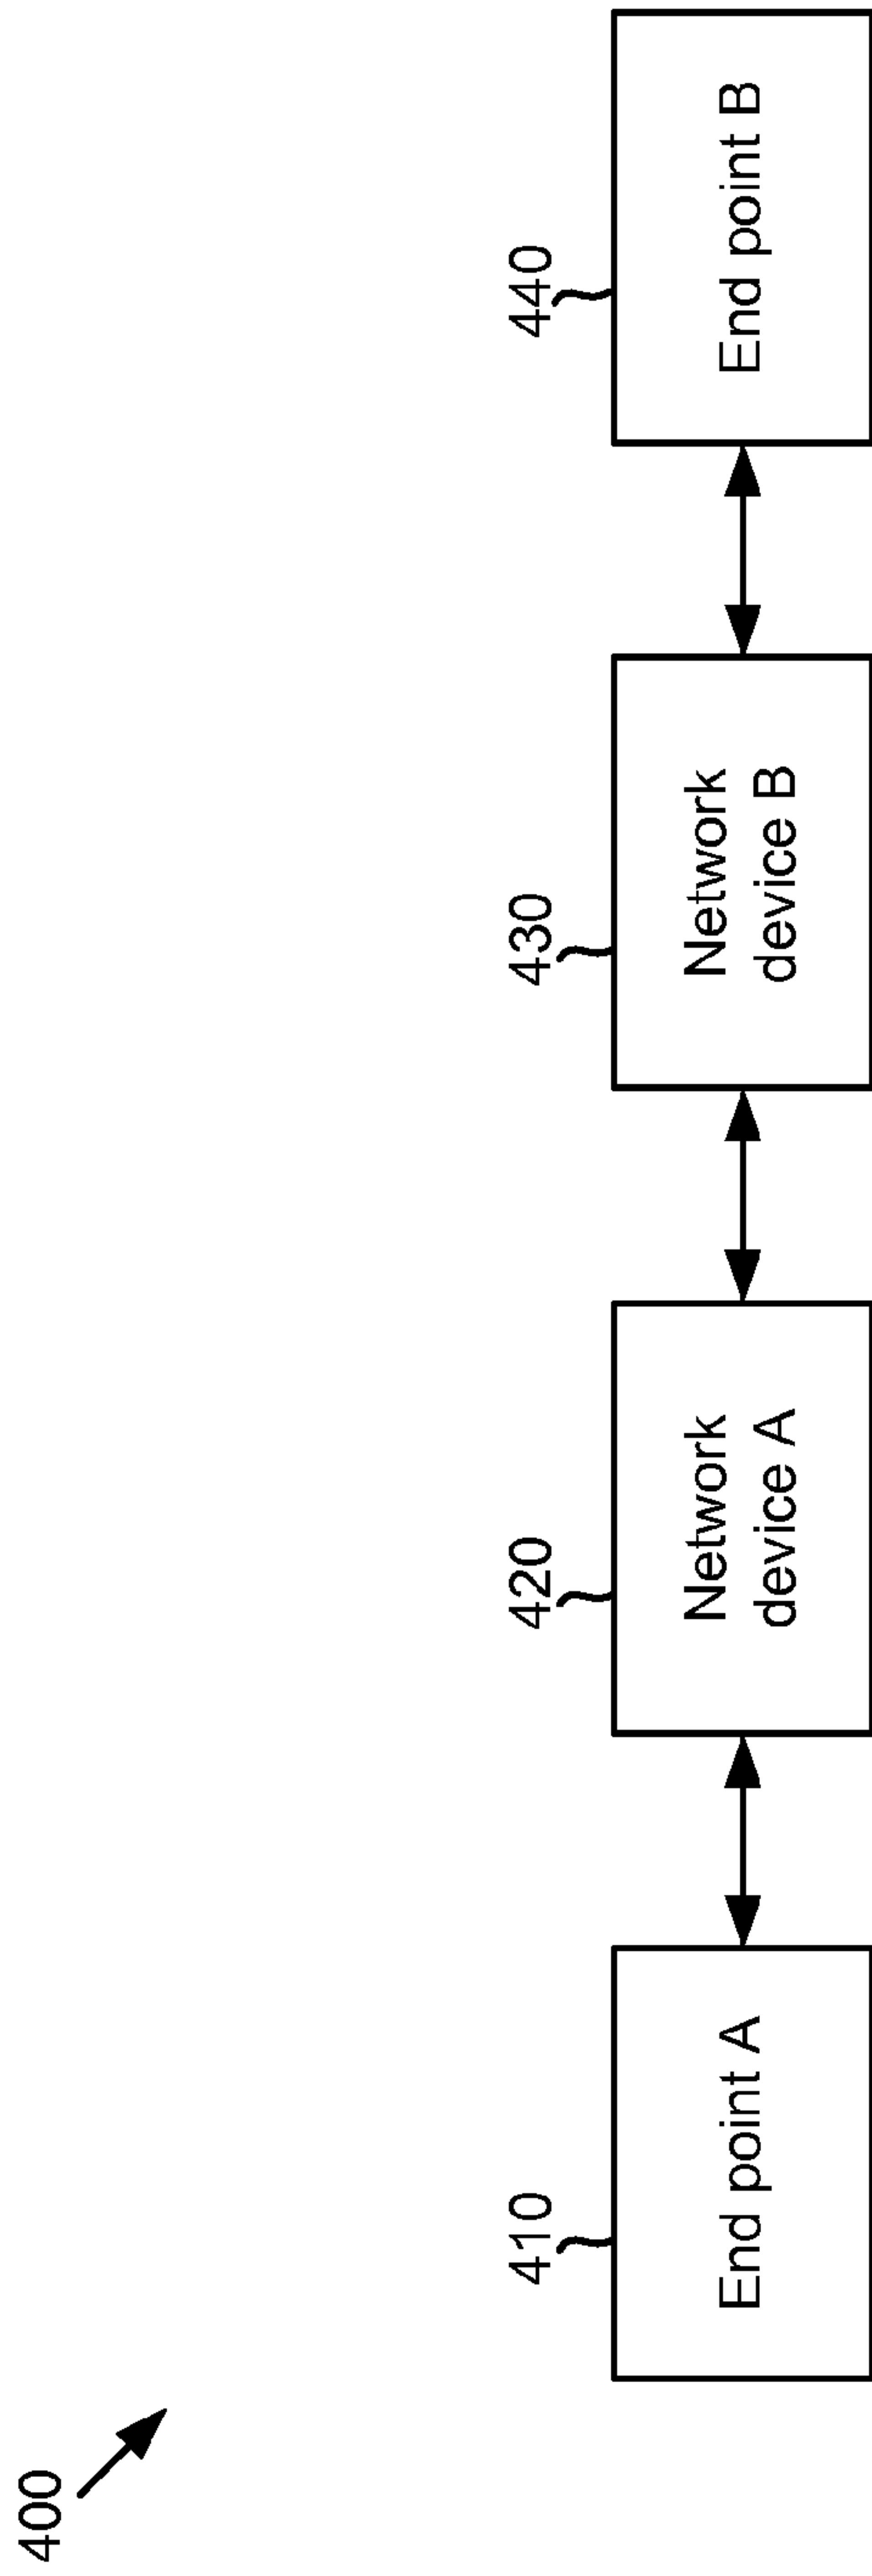 400
410
420
430
440
End point A
Network
device A
Network
device B
End point B